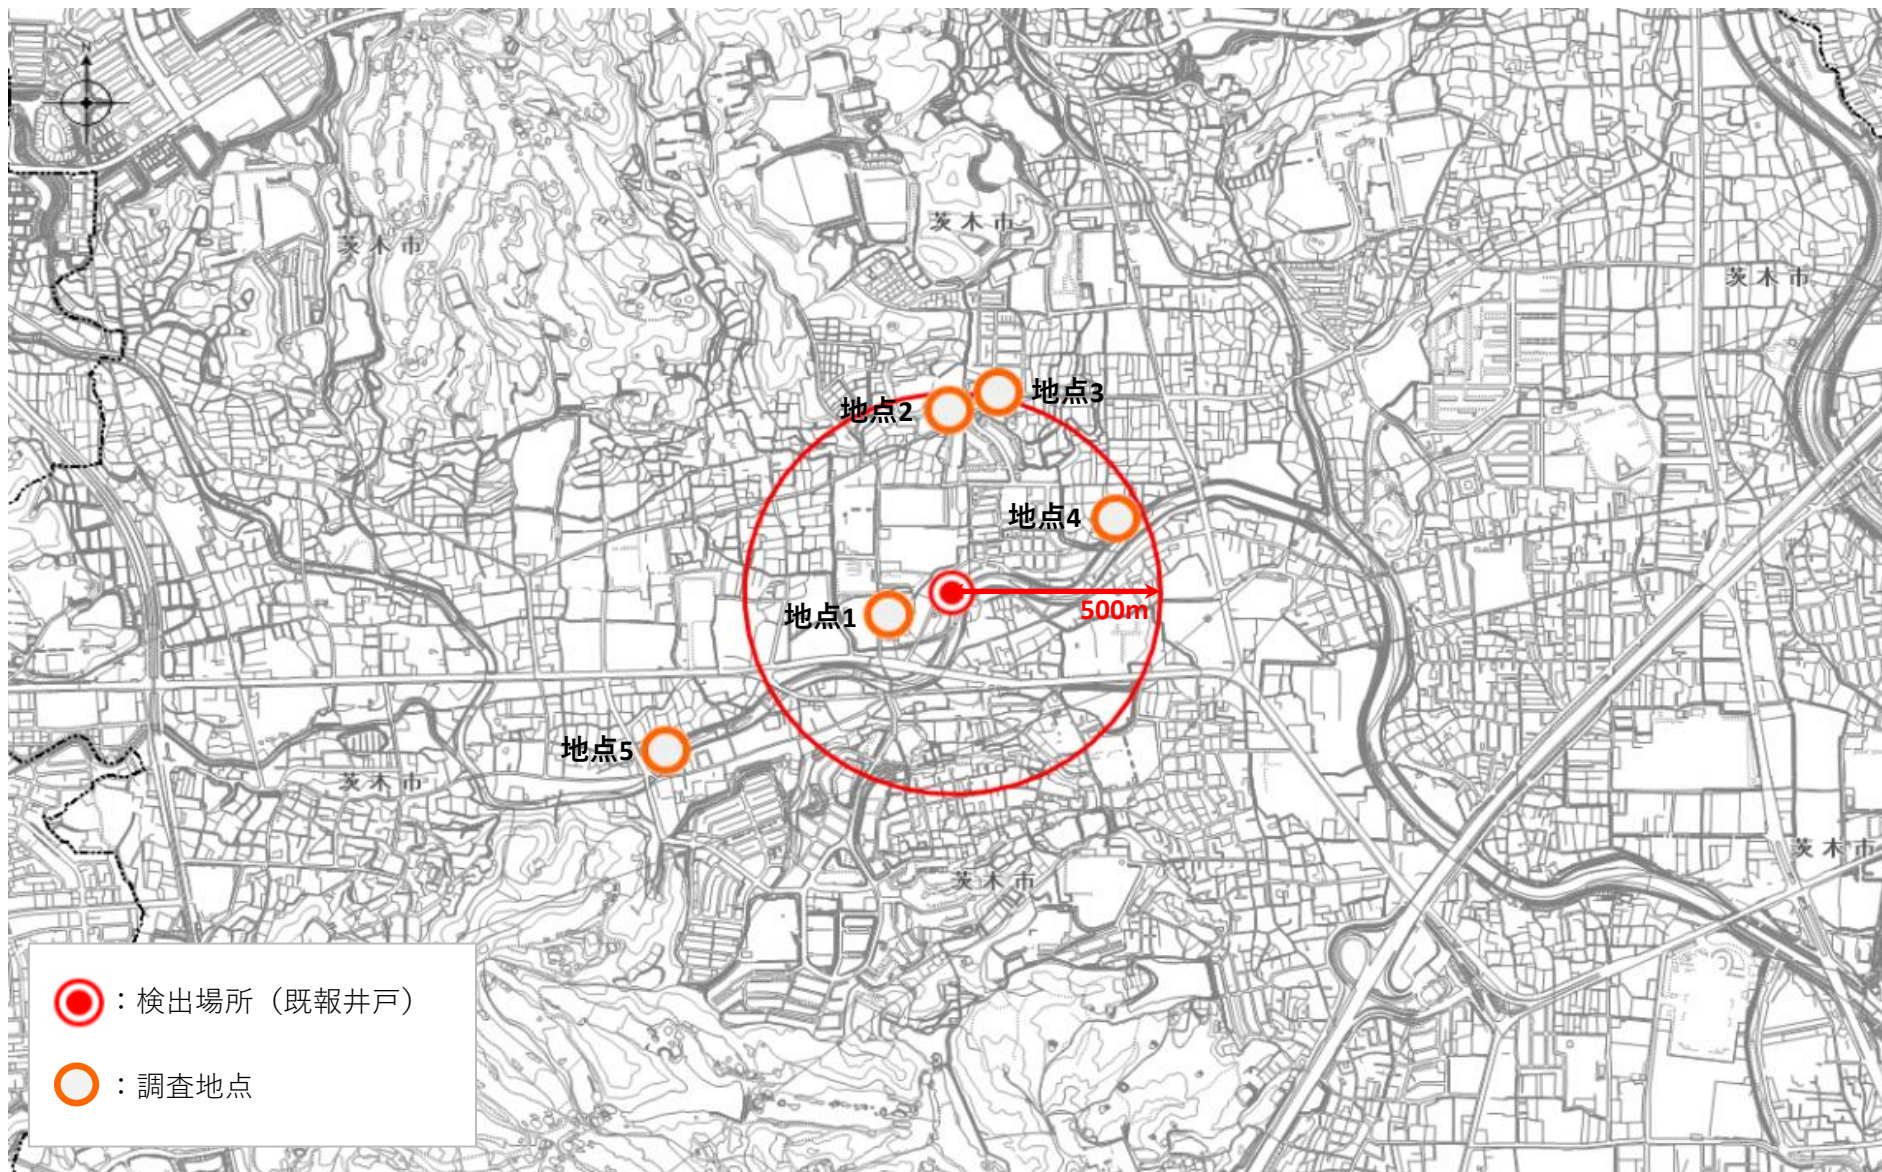 N
茨木市
茨木市
茨木市
地点2
地点3
地点4
地点1
500m
地点5
茨木市
茨木市
茨木市
：検出場所（既報井戸）
：調査地点